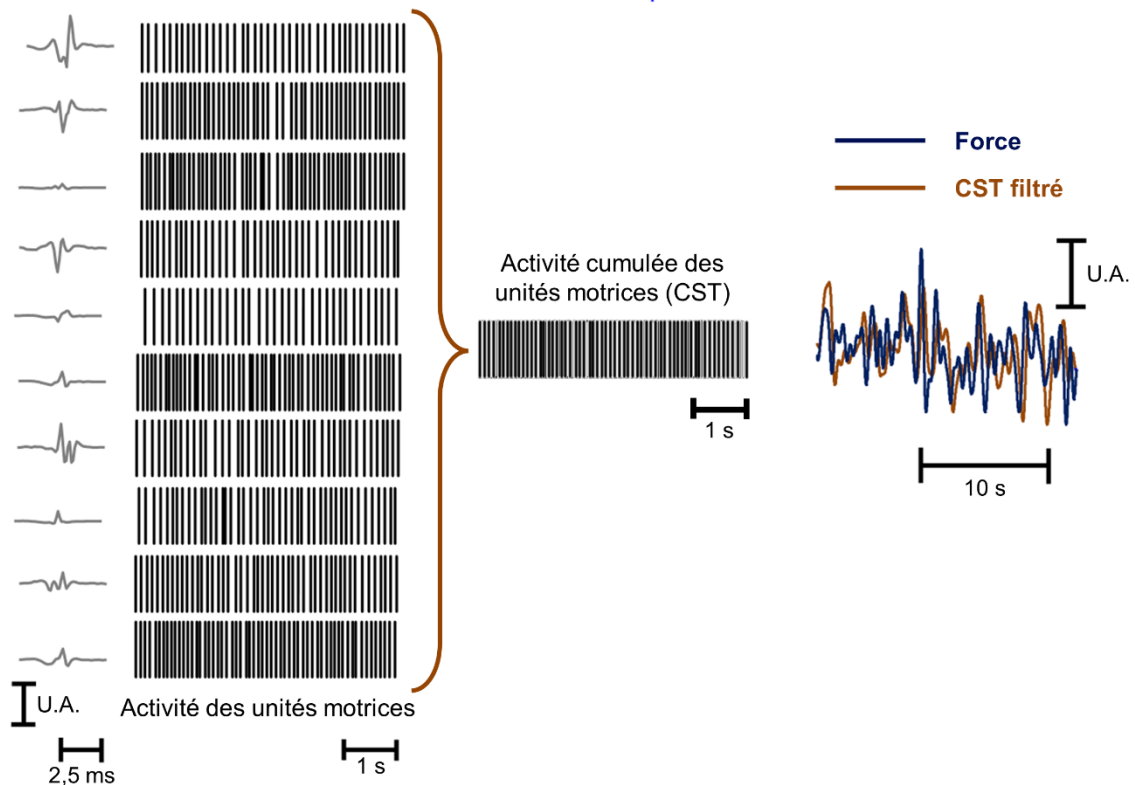 Force
CST filtré
U.A.
Activité cumulée des
unités motrices (CST)
1 s
10 s
U.A.
Activité des unités motrices
2,5 ms
1 s